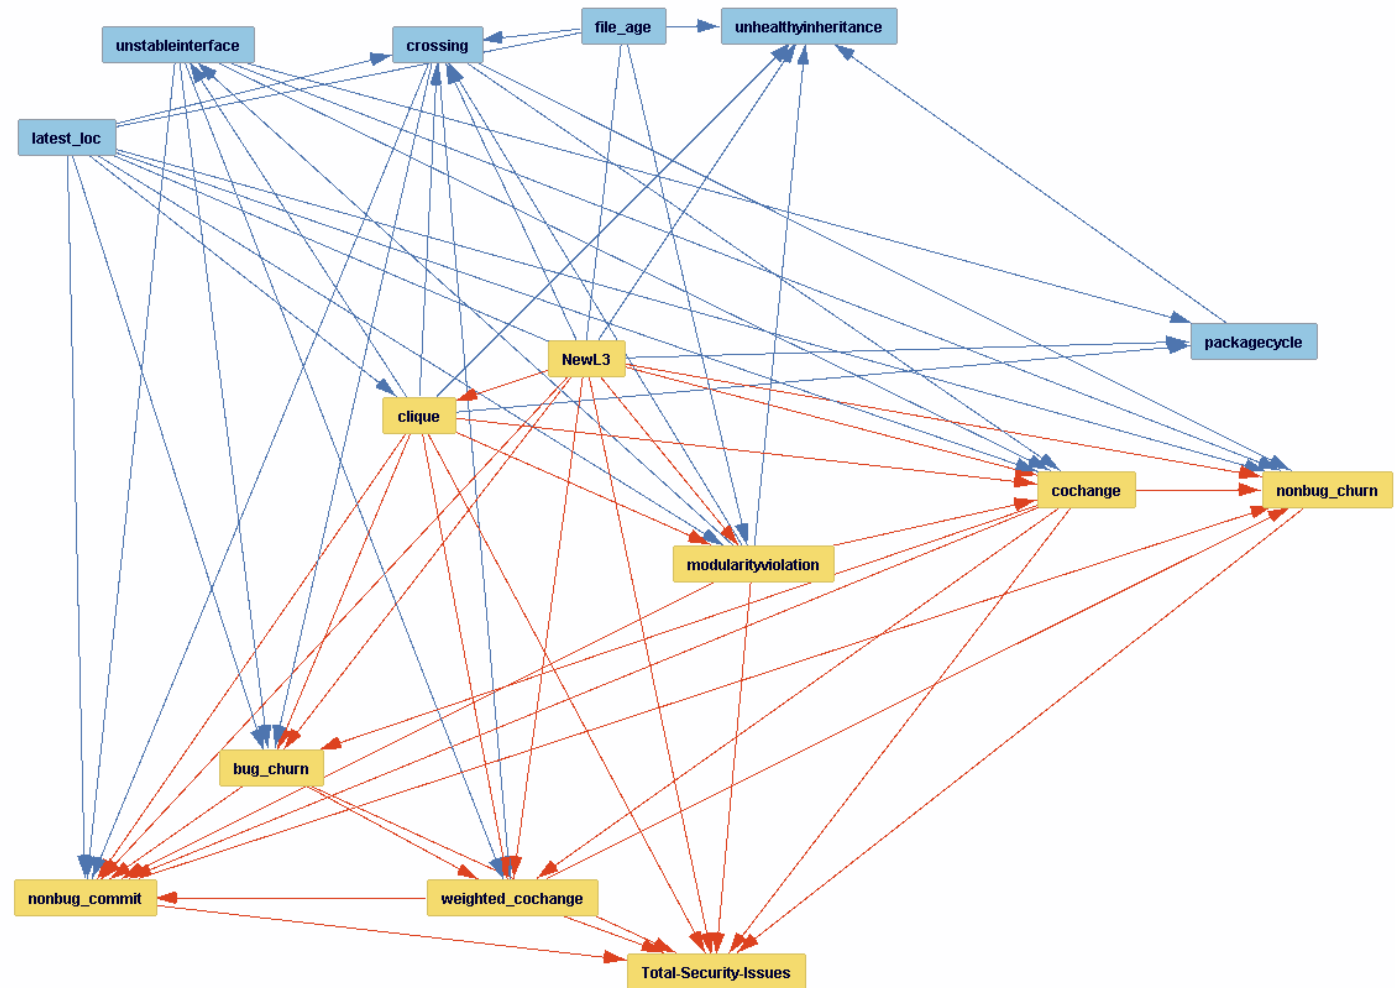 file_age
unhealthyinheritance
unstableinterface
crossing
latest_loc
packagecycle
NewL3
clique
cochange
nonbug_churn
modularityviolation
bug_churn
nonbug_commit
weighted_cochange
Total-Security-Issues